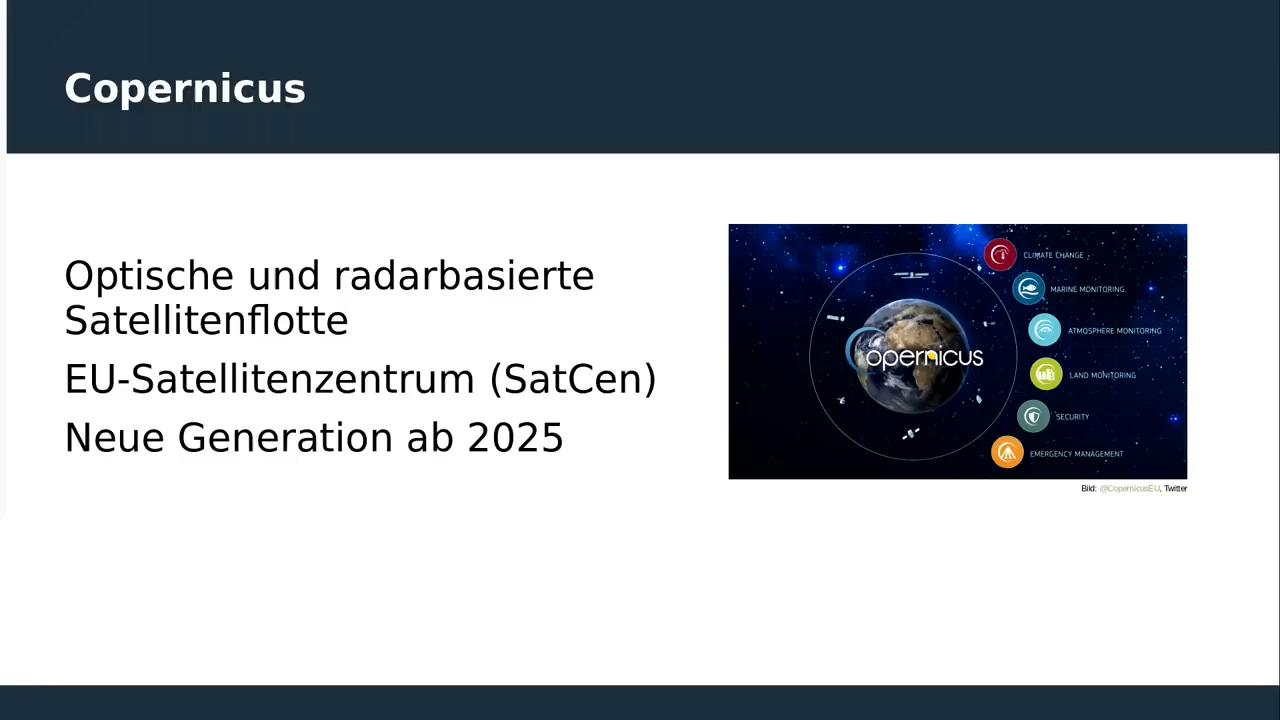 Copernicus
Optische und radarbasierte
Satellitenflotte
EU-Satellitenzentrum (SatCen)
Neue Generation ab 2025
CLIMATE CHANGE
MARINE MONITORING
ATMOSPHERE MONITORING
opernicus
LAND MONITORING
SECURITY
EMERGENCY MANAGEMENT
Bild: @CopernicusEU, Twitter